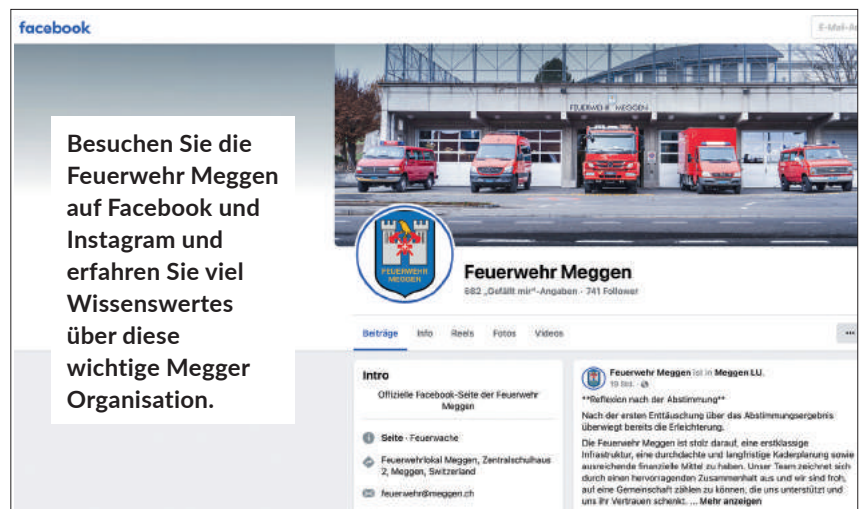 facebook
E-Mail-A
Besuchen Sie die
Feuerwehr Meggen
auf Facebook und
Instagram und
erfahren Sie viel
Wissenswertes
über diese
wichtige Megger
Organisation.
FEUERWEHR MEGGEN
FEUERWEHR
MEGGEN
Feuerwehr Meggen
682 „Gefällt mir“-Angaben · 741 Follower
Beiträge Info Reels Fotos Videos
...
Intro
Offizielle Facebook-Seite der Feuerwehr
Meggen
Seite · Feuerwache
Feuerwehrlokal Meggen, Zentralschulhaus
2, Meggen, Switzerland
feuerwehr@meggen.ch
Feuerwehr Meggen ist in Meggen LU.
19 Std. ·
**Reflexion nach der Abstimmung**
Nach der ersten Enttäuschung über das Abstimmungsergebnis
überwiegt bereits die Erleichterung.
Die Feuerwehr Meggen ist stolz darauf, eine erstklassige
Infrastruktur, eine durchdachte und langfristige Kaderplanung sowie
ausreichende finanzielle Mittel zu haben. Unser Team zeichnet sich
durch einen hervorragenden Zusammenhalt aus und wir sind froh,
auf eine Gemeinschaft zählen zu können, die uns unterstützt und
uns ihr Vertrauen schenkt. ... Mehr anzeigen